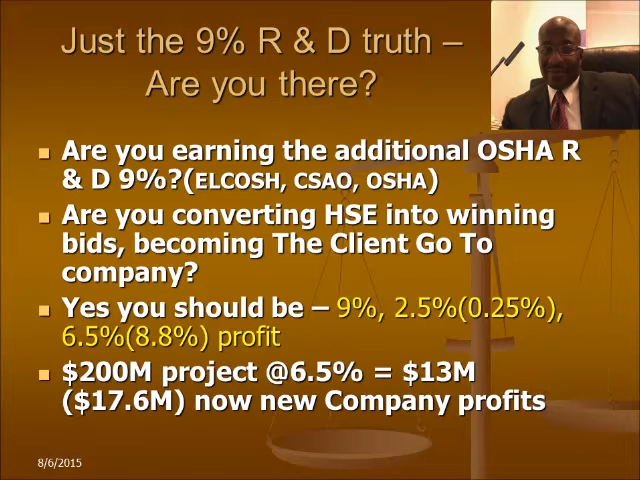 Just the 9% R & D truth –
Are you there?
Are you earning the additional OSHA R
& D 9%?(ELCOSH, CSAO, OSHA)
Are you converting HSE into winning
bids, becoming The Client Go To
company?
Yes you should be – 9%, 2.5%(0.25%),
6.5%(8.8%) profit
$200M project @6.5% = $13M
($17.6M) now new Company profits
8/6/2015